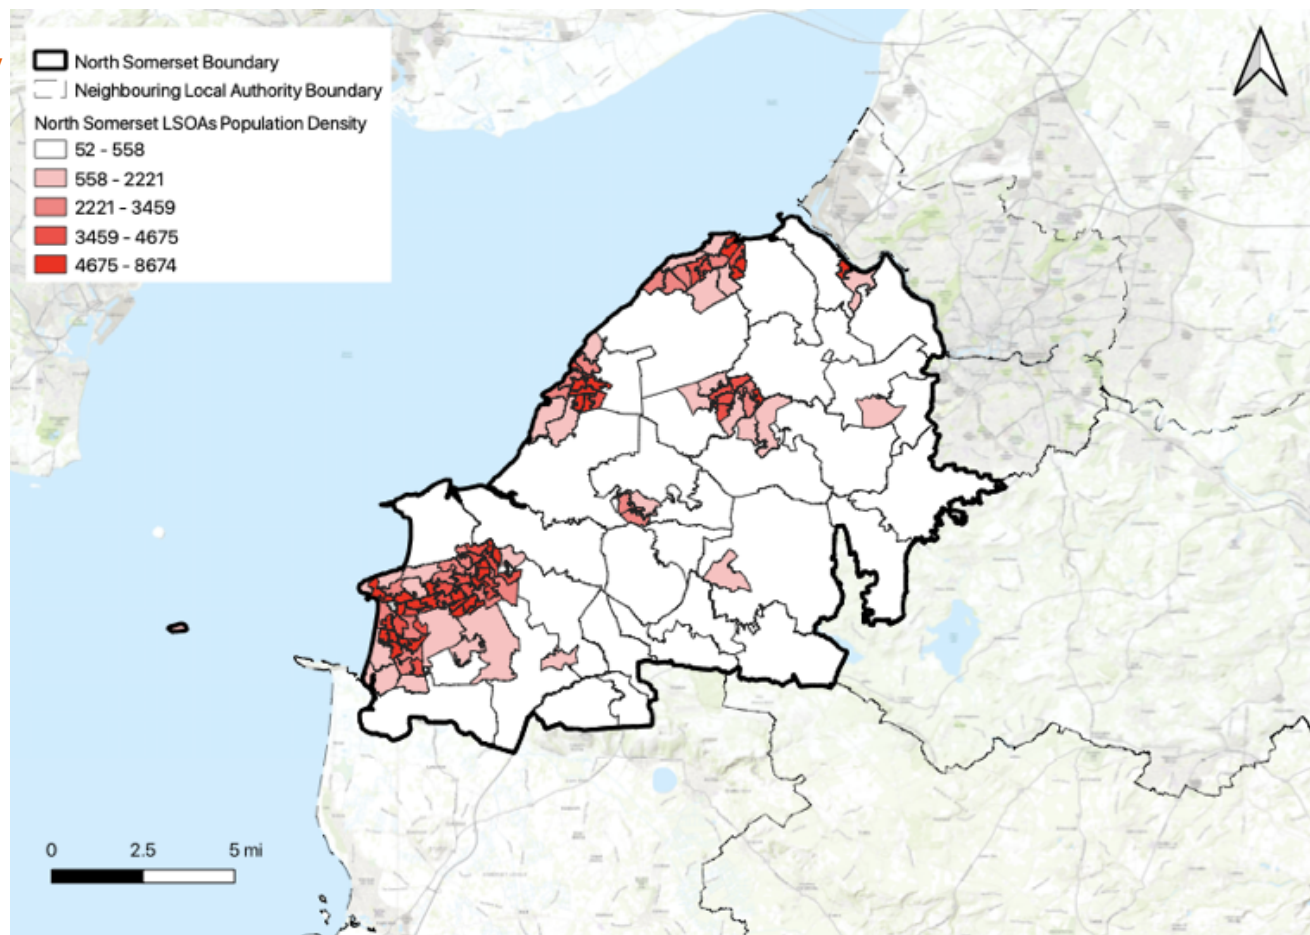 North Somerset Boundary
Neighbouring Local Authority Boundary
North Somerset LSOAs Population Density
52 - 558
558 - 2221
2221 - 3459
3459 - 4675
4675 - 8674
0 2.5 5 mi